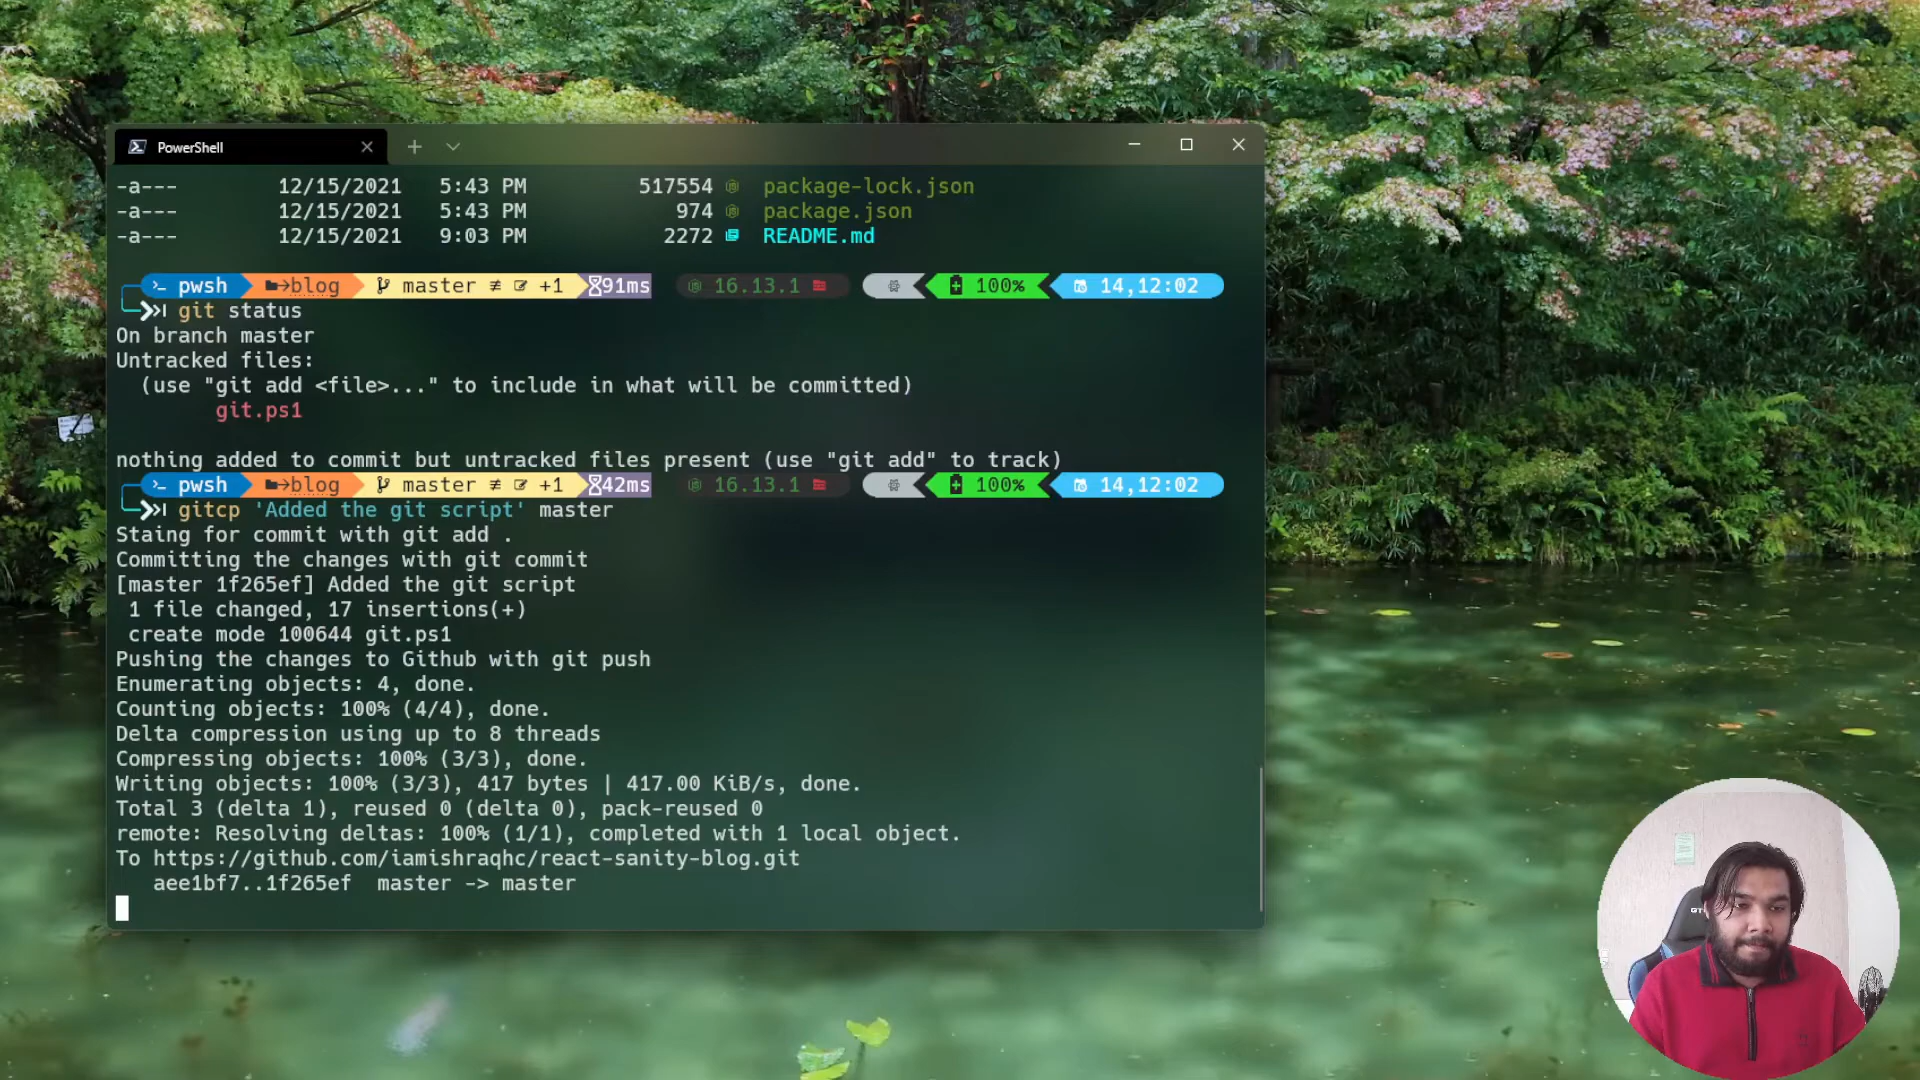 PowerShell
-a--- 12/15/2021 5:43 PM 517554 package-lock.json
-a--- 12/15/2021 5:43 PM 974 package.json
-a--- 12/15/2021 9:03 PM 2272 README.md
pwsh blog master ≢ +1 91ms 16.13.1 100% 14,12:02
git status
On branch master
Untracked files:
(use "git add <file>..." to include in what will be committed)
git.ps1
nothing added to commit but untracked files present (use "git add" to track)
pwsh blog master ≢ +1 42ms 16.13.1 100% 14,12:02
gitcp 'Added the git script' master
Staing for commit with git add .
Committing the changes with git commit
[master 1f265ef] Added the git script
1 file changed, 17 insertions(+)
create mode 100644 git.ps1
Pushing the changes to Github with git push
Enumerating objects: 4, done.
Counting objects: 100% (4/4), done.
Delta compression using up to 8 threads
Compressing objects: 100% (3/3), done.
Writing objects: 100% (3/3), 417 bytes | 417.00 KiB/s, done.
Total 3 (delta 1), reused 0 (delta 0), pack-reused 0
remote: Resolving deltas: 100% (1/1), completed with 1 local object.
To https://github.com/iamishraqhc/react-sanity-blog.git
aee1bf7..1f265ef master -> master